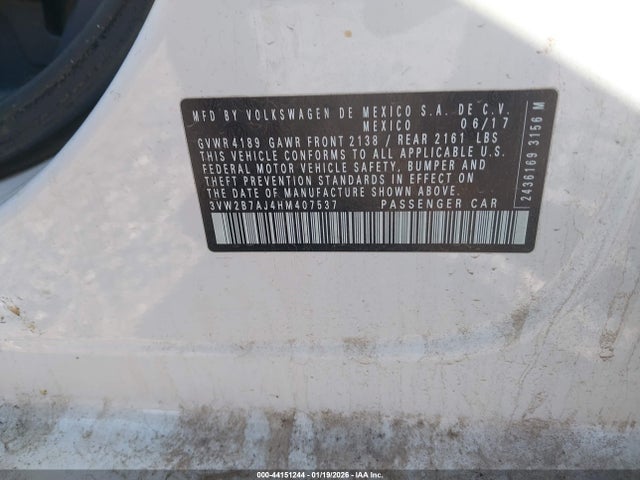 MFD BY VOLKSWAGEN DE MEXICO S.A. DE C.V.
MEXICO 06/17
GVWR 4189 GAWR FRONT 2138 / REAR 2161 LBS
THIS VEHICLE CONFORMS TO ALL APPLICABLE U.S.
FEDERAL MOTOR VEHICLE SAFETY, BUMPER AND
THEFT PREVENTION STANDARDS IN EFFECT ON
THE DATE OF MANUFACTURE SHOWN ABOVE.
3VW2B7AJ4HM407537 PASSENGER CAR
2436169 3156 M
000-44151244 | 01/19/2026 - IAA, Inc.